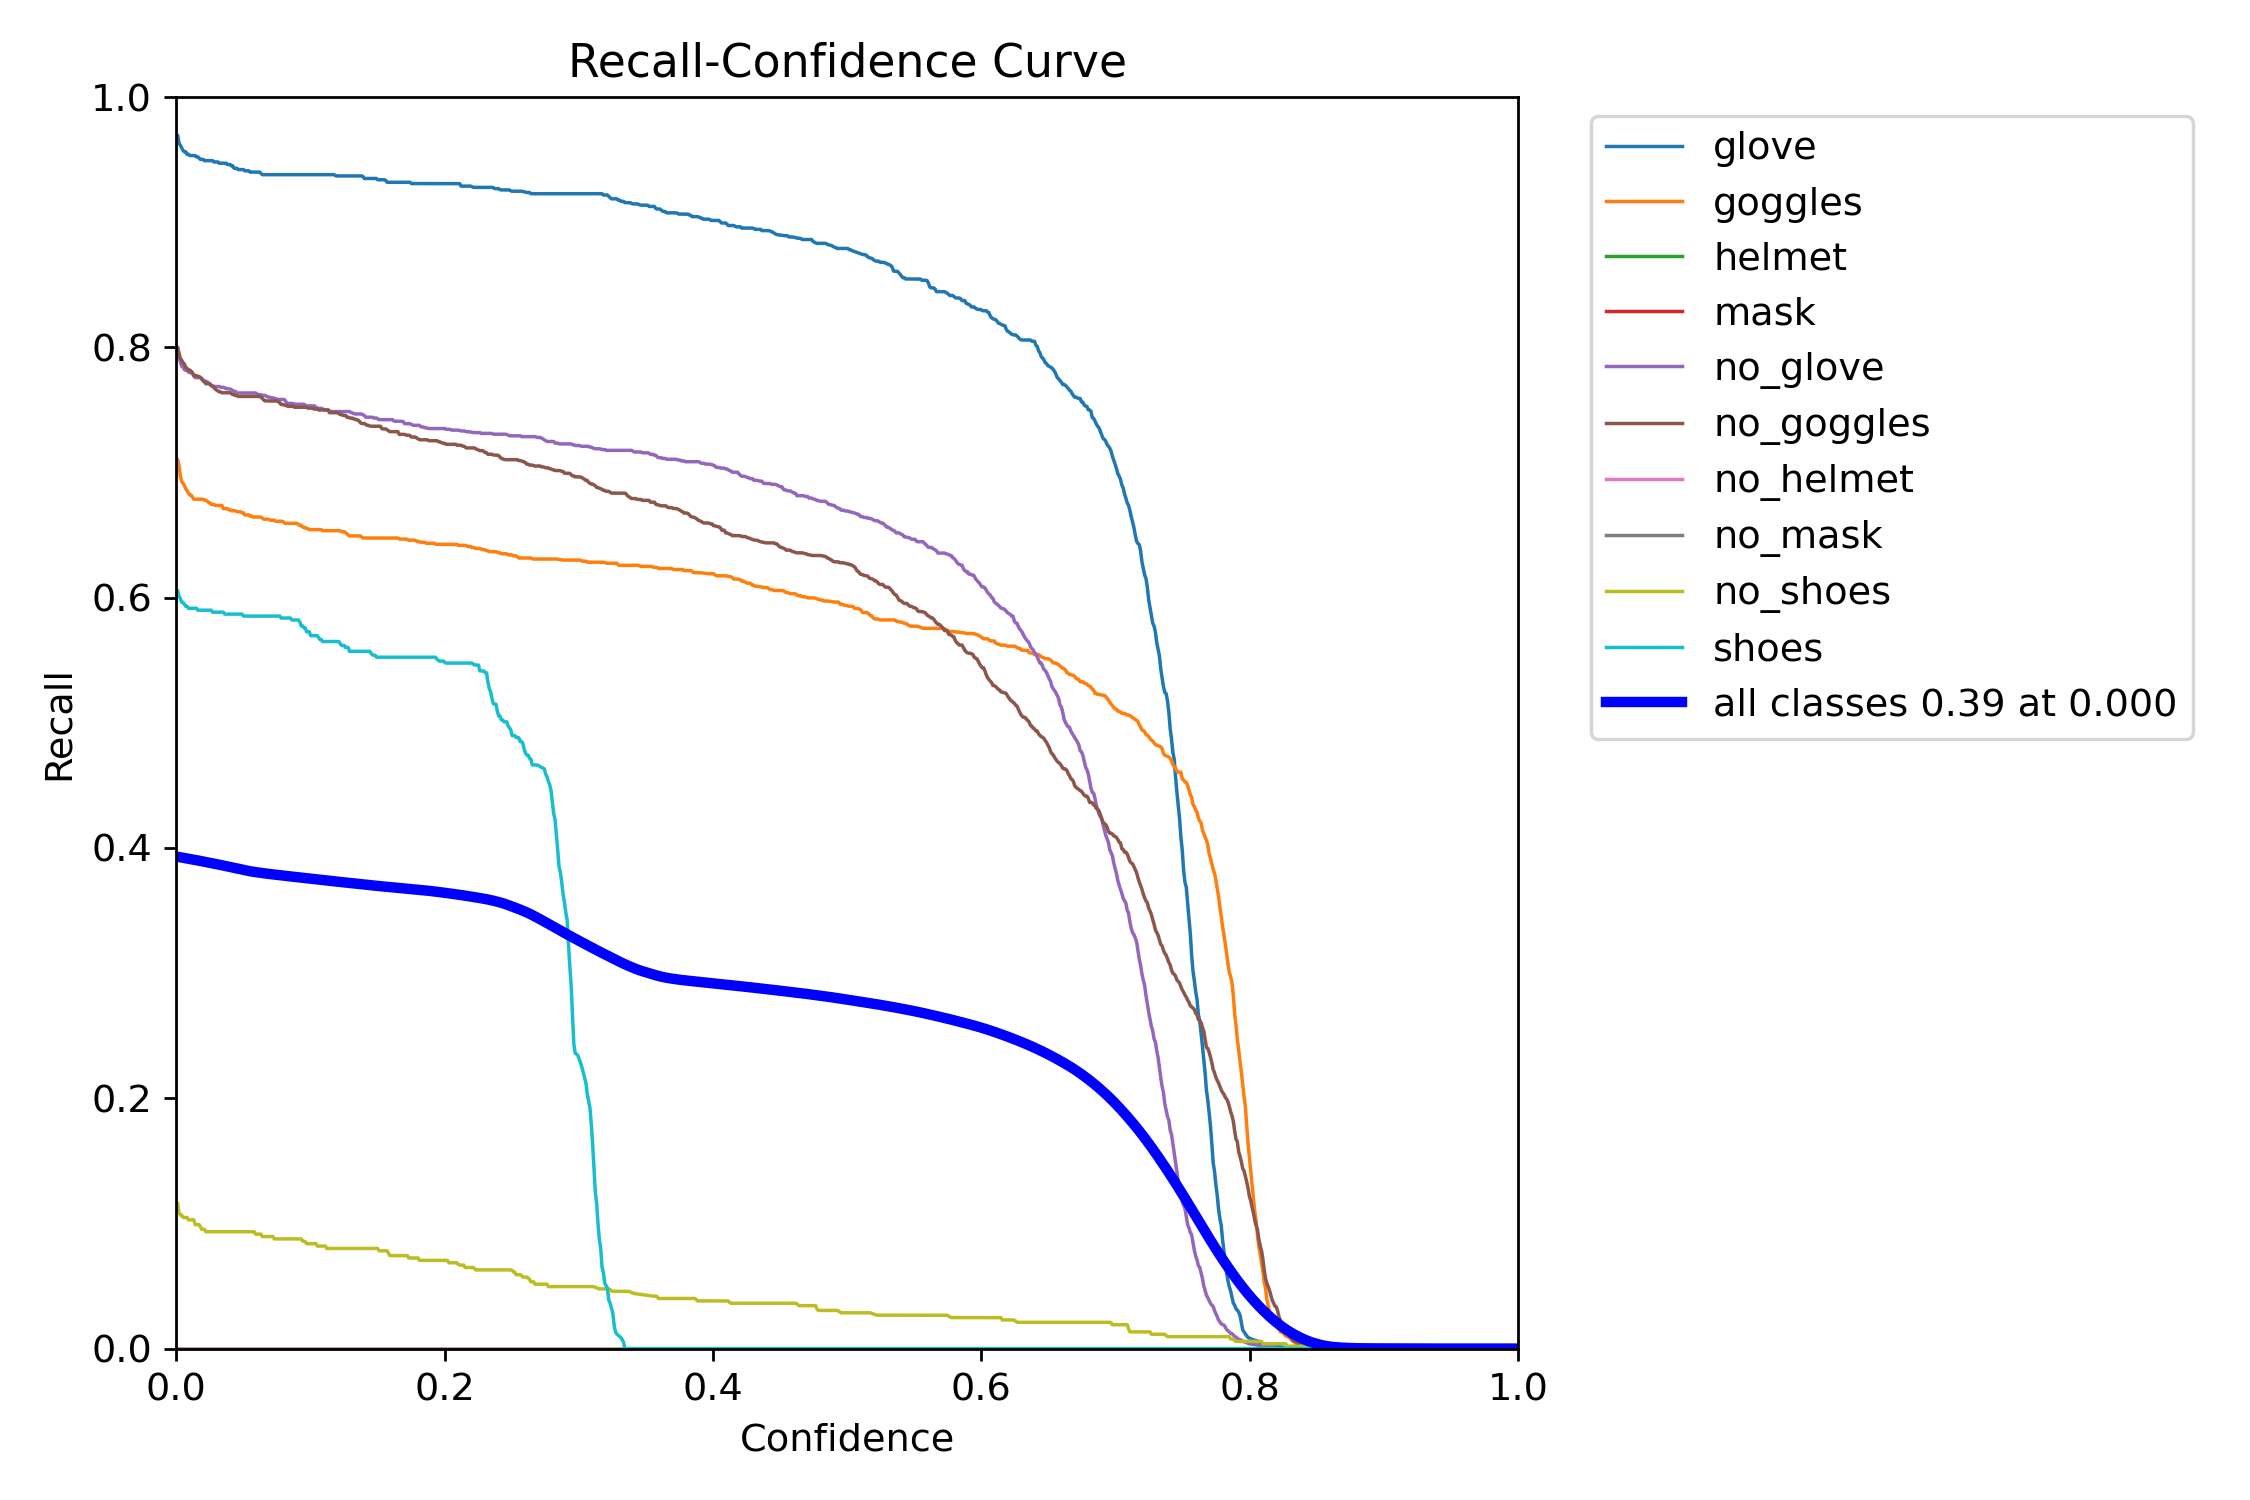 Recall-Confidence Curve
1.0
0.8
0.6
0.4
0.2
0.0
Recall
0.0 0.2 0.4 0.6 0.8 1.0
Confidence
glove
goggles
helmet
mask
no_glove
no_goggles
no_helmet
no_mask
no_shoes
shoes
all classes 0.39 at 0.000